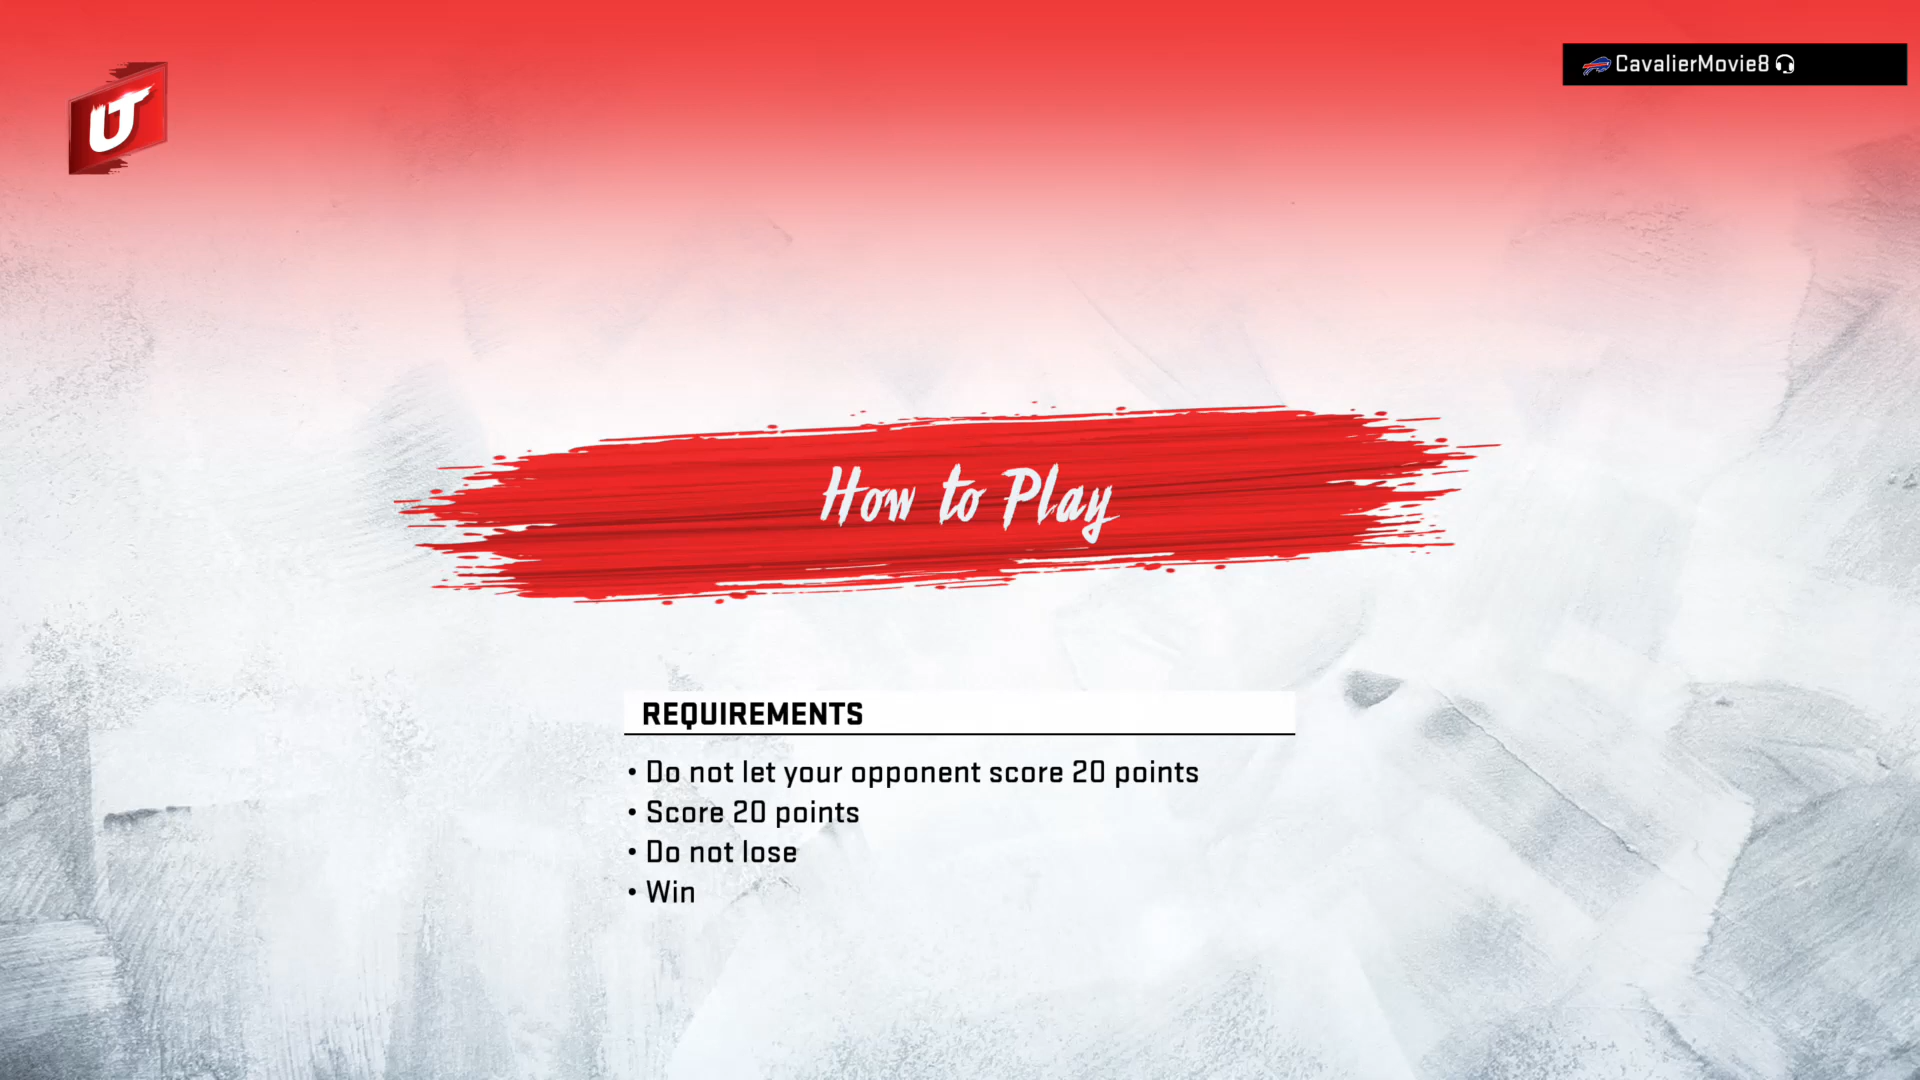 UT
CavalierMovie8
How to Play
REQUIREMENTS
• Do not let your opponent score 20 points
• Score 20 points
• Do not lose
• Win